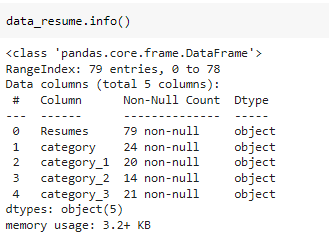 data_resume.info()
<class 'pandas.core.frame.DataFrame'>
RangeIndex: 79 entries, 0 to 78
Data columns (total 5 columns):
 #   Column      Non-Null Count  Dtype
---  ------      --------------  -----
 0   Resumes     79 non-null     object
 1   category    24 non-null     object
 2   category_1  20 non-null     object
 3   category_2  14 non-null     object
 4   category_3  21 non-null     object
dtypes: object(5)
memory usage: 3.2+ KB